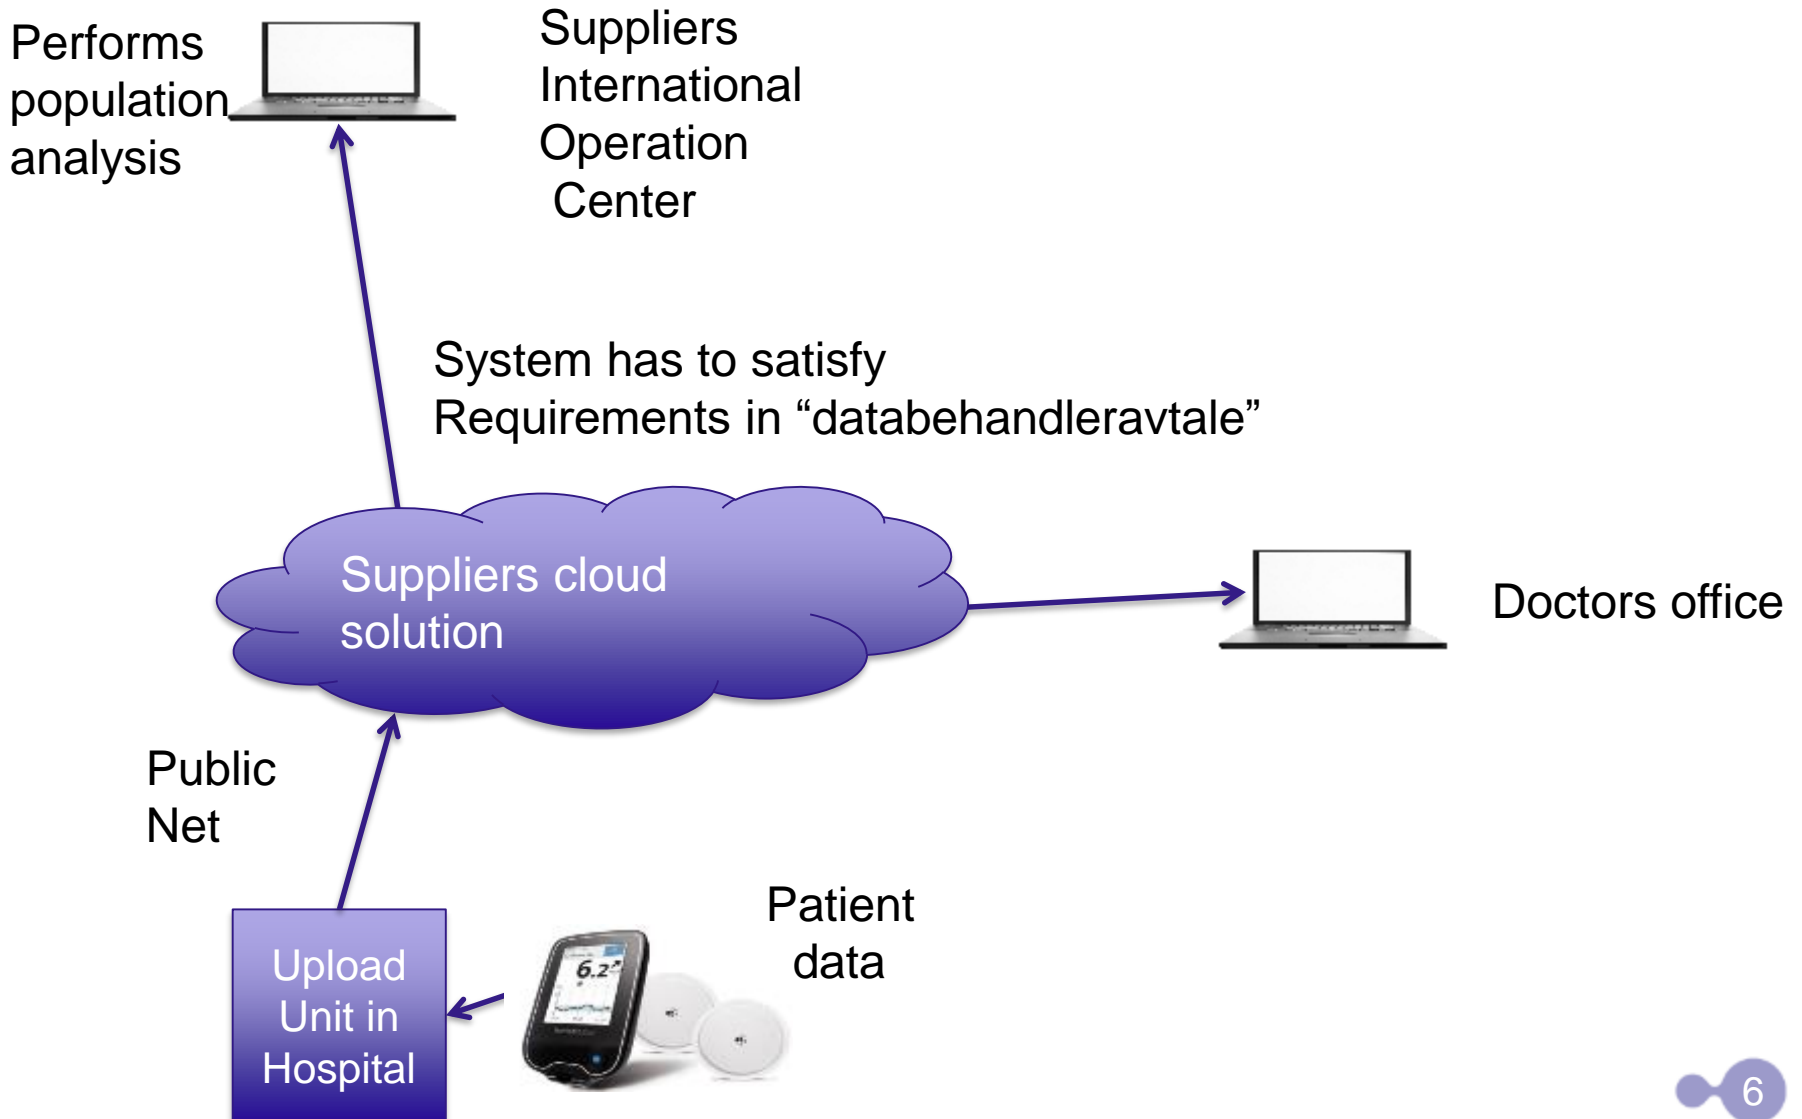 Performs
population
analysis
Suppliers
International
Operation
Center
System has to satisfy
Requirements in “databehandleravtale”
Suppliers cloud
solution
Doctors office
Public
Net
Patient
data
Upload
Unit in
Hospital
6.2
6